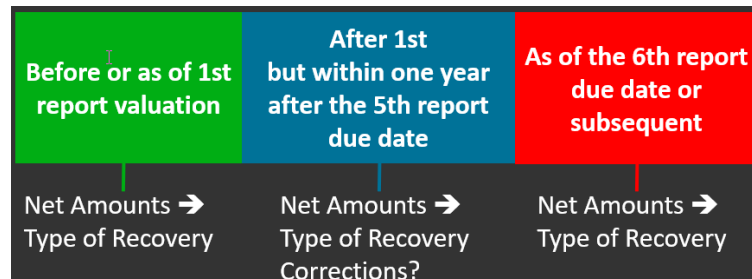 Before or as of 1st
report valuation
After 1st
but within one year
after the 5th report
due date
As of the 6th report
due date or
subsequent
Net Amounts →
Type of Recovery
Net Amounts →
Type of Recovery
Corrections?
Net Amounts →
Type of Recovery